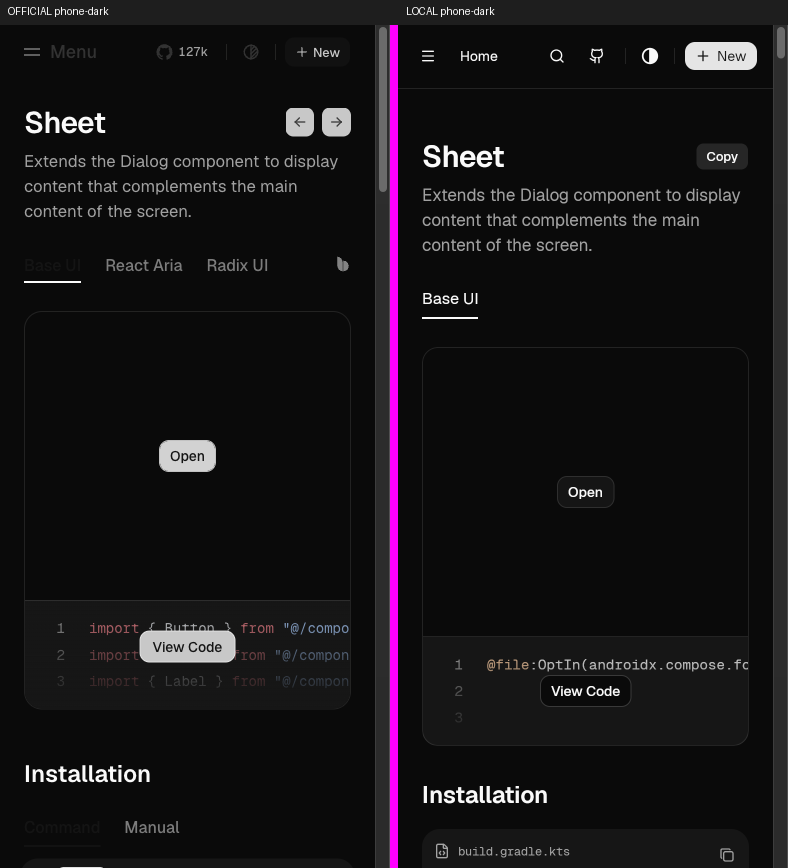 OFFICIAL phone-dark
Menu
127k
New
Sheet
Extends the Dialog component to display
content that complements the main
content of the screen.
Base UI
React Aria
Radix UI
Open
1 import { Button } from "@/compo
2 import from "@/compon
3 import { Label } from "@/compon
View Code
Installation
Command
Manual
LOCAL phone-dark
Home
New
Sheet
Copy
Extends the Dialog component to display
content that complements the main
content of the screen.
Base UI
Open
1 @file:OptIn(androidx.compose.fo
2
3
View Code
Installation
build.gradle.kts